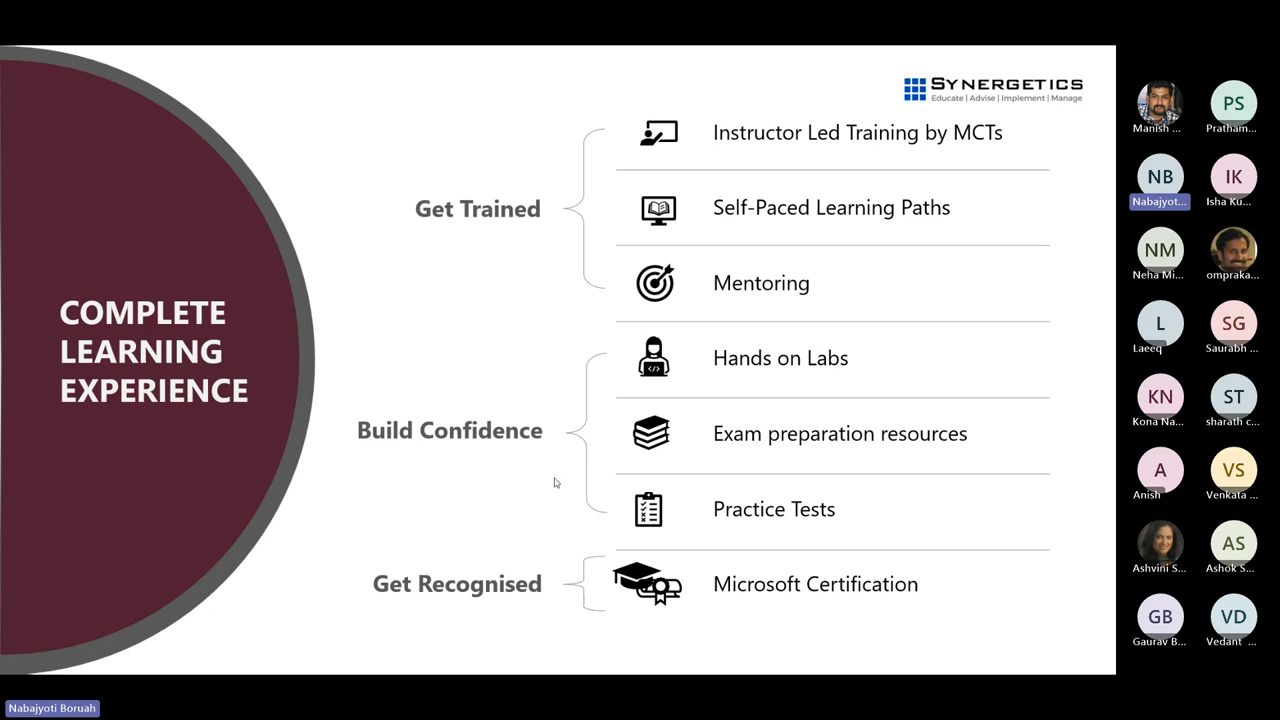 SYNERGETICS
Educate | Advise | Implement | Manage
COMPLETE
LEARNING
EXPERIENCE
Get Trained
Instructor Led Training by MCTs
Self-Paced Learning Paths
Mentoring
Build Confidence
Hands on Labs
Exam preparation resources
Practice Tests
Get Recognised
Microsoft Certification
Manish ...
PS
Pratham...
NB
Nabajyot...
IK
Isha Ku...
NM
Neha Mi...
ompraka...
L
Laeeq
SG
Saurabh ...
KN
Kona Na...
ST
sharath c...
A
Anish
VS
Venkata ...
Ashvini S...
AS
Ashok S...
GB
Gaurav B...
VD
Vedant ...
Nabajyoti Boruah